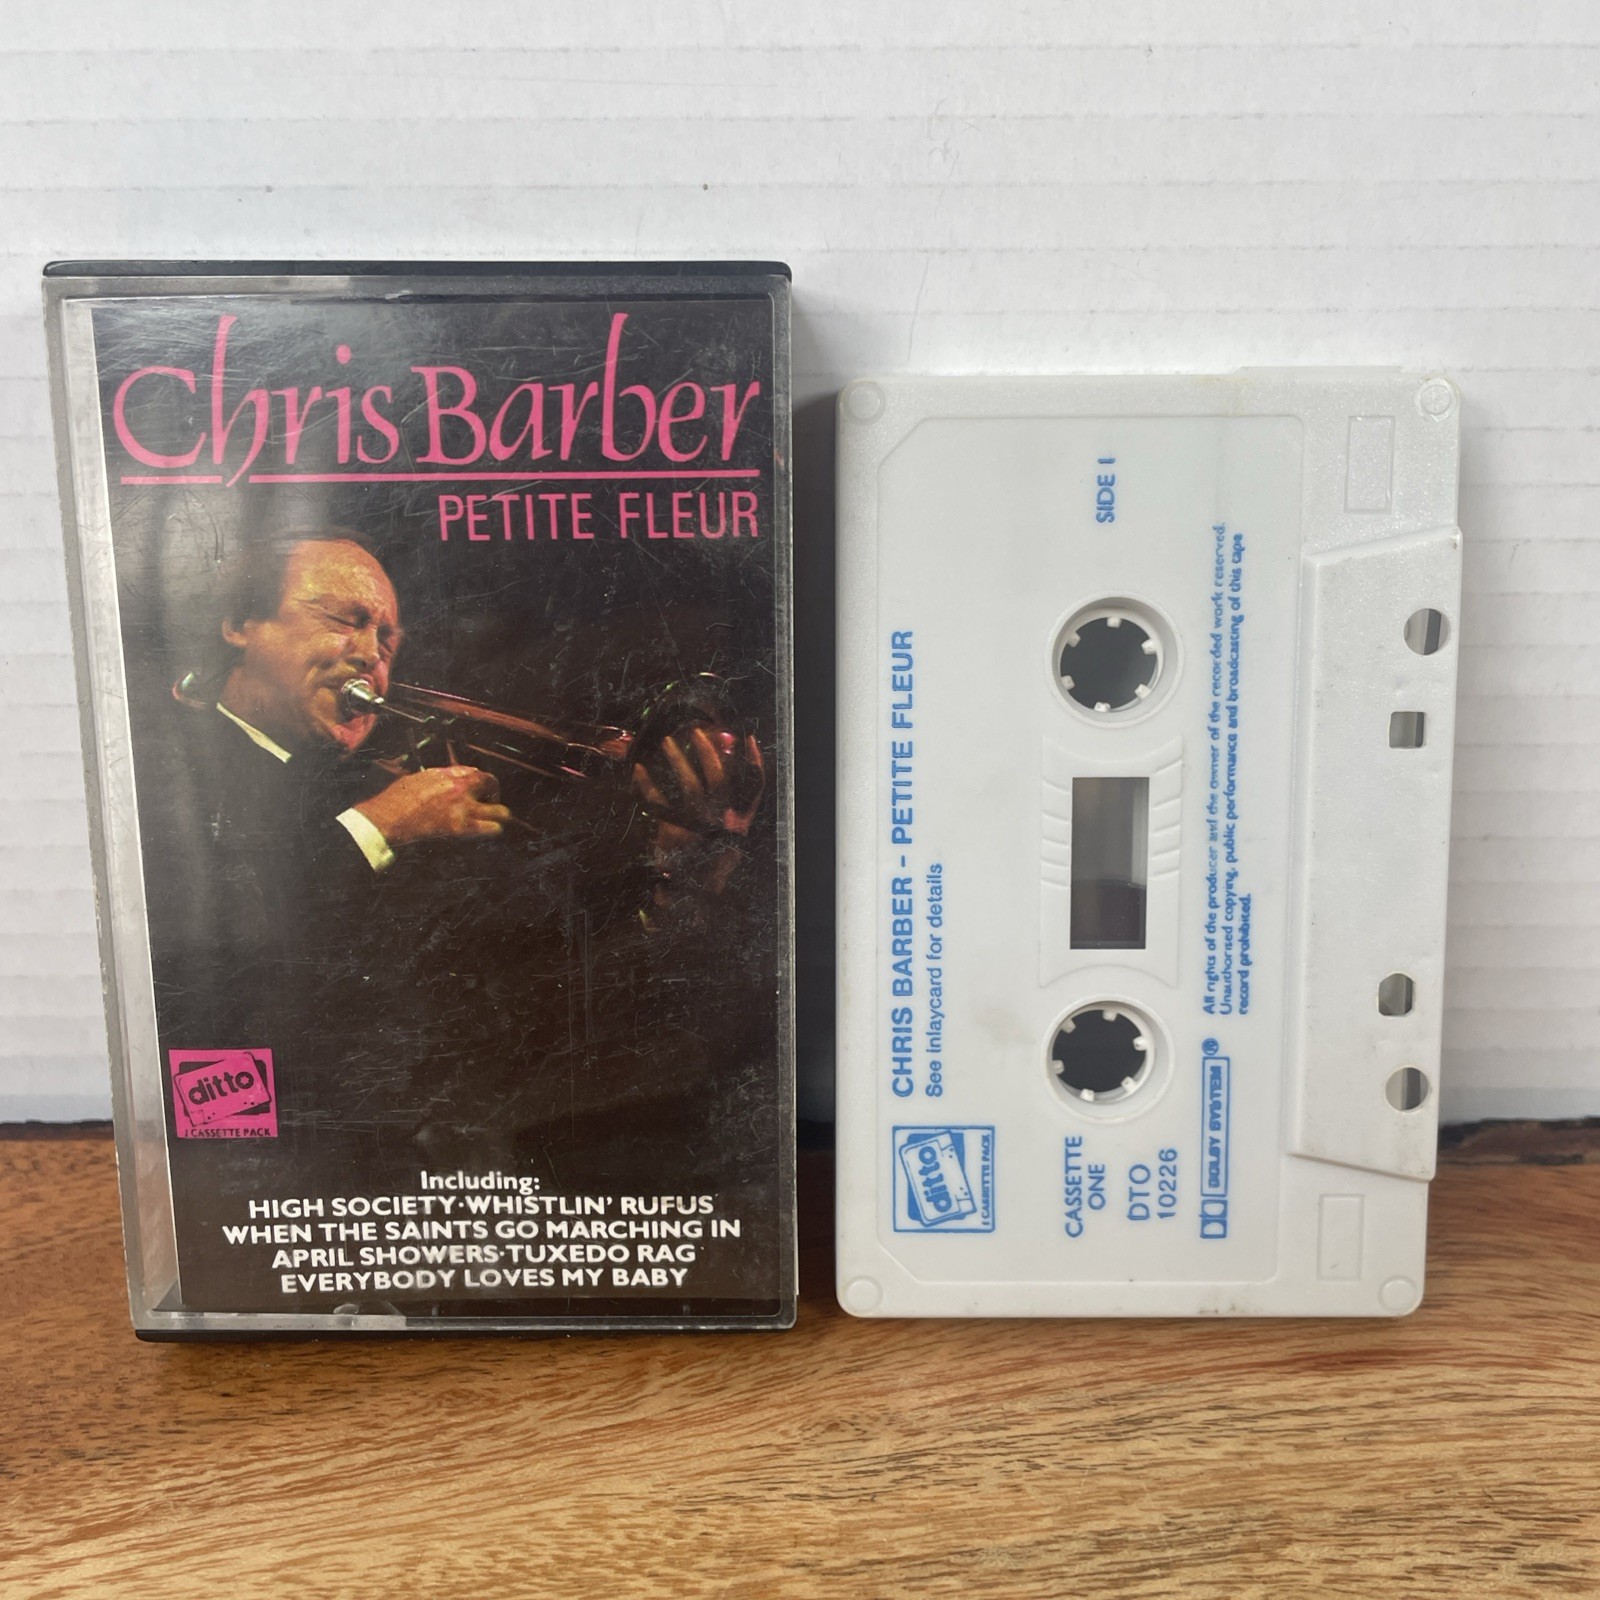 Chris Barber
PETITE FLEUR
ditto
1 CASSETTE PACK
Including:
HIGH SOCIETY·WHISTLIN' RUFUS
WHEN THE SAINTS GO MARCHING IN
APRIL SHOWERS·TUXEDO RAG
EVERYBODY LOVES MY BABY
CHRIS BARBER - PETITE FLEUR
See inlaycard for details
SIDE 1
ditto
1 CASSETTE PACK
CASSETTE
ONE
DTO
10226
DOLBY SYSTEM®
All rights of the producer and the owner of the recorded work reserved.
Unauthorised copying, public performance and broadcasting of this tape
record prohibited.